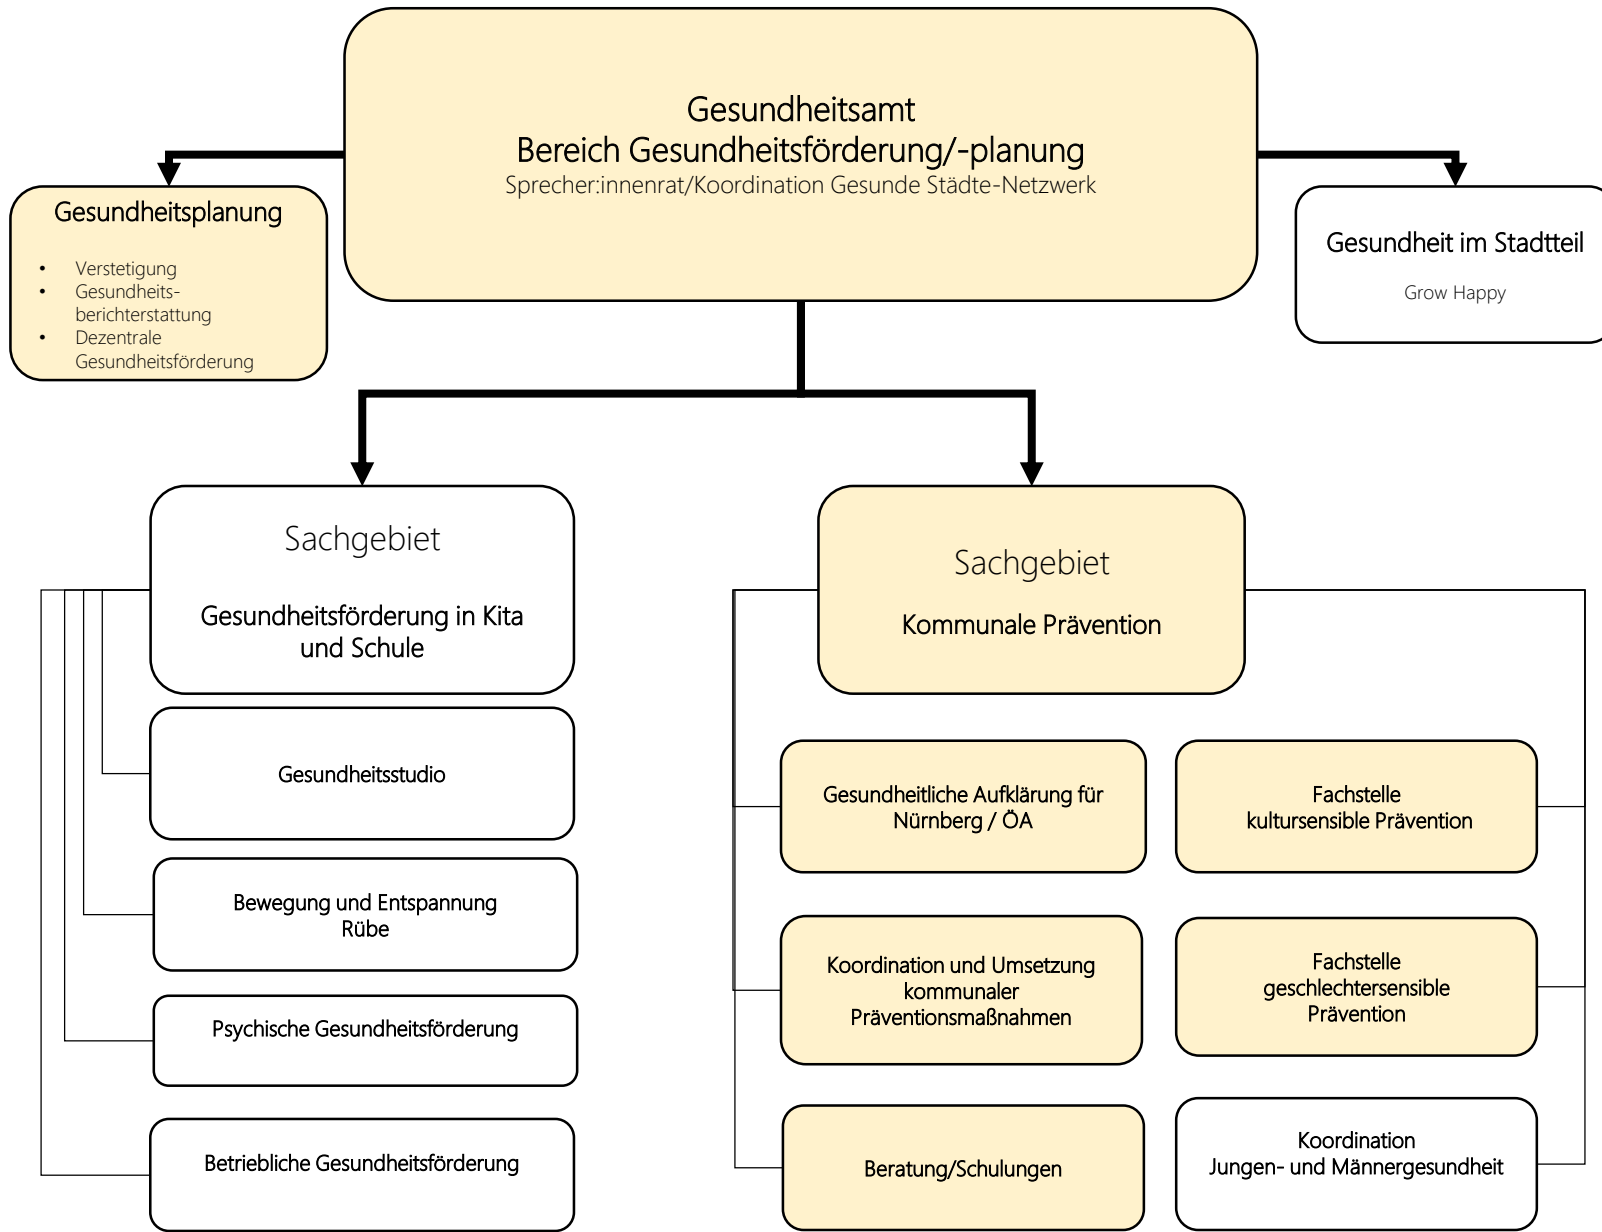 Gesundheitsamt
Bereich Gesundheitsförderung/-planung
Sprecher:innenrat/Koordination Gesunde Städte-Netzwerk
Gesundheitsplanung
• Verstetigung
• Gesundheits-
berichterstattung
• Dezentrale
Gesundheitsförderung
Gesundheit im Stadtteil
Grow Happy
Sachgebiet
Gesundheitsförderung in Kita
und Schule
Gesundheitsstudio
Bewegung und Entspannung
Rübe
Psychische Gesundheitsförderung
Betriebliche Gesundheitsförderung
Sachgebiet
Kommunale Prävention
Gesundheitliche Aufklärung für
Nürnberg / ÖA
Fachstelle
kultursensible Prävention
Koordination und Umsetzung
kommunaler
Präventionsmaßnahmen
Fachstelle
geschlechtersensible
Prävention
Beratung/Schulungen
Koordination
Jungen- und Männergesundheit